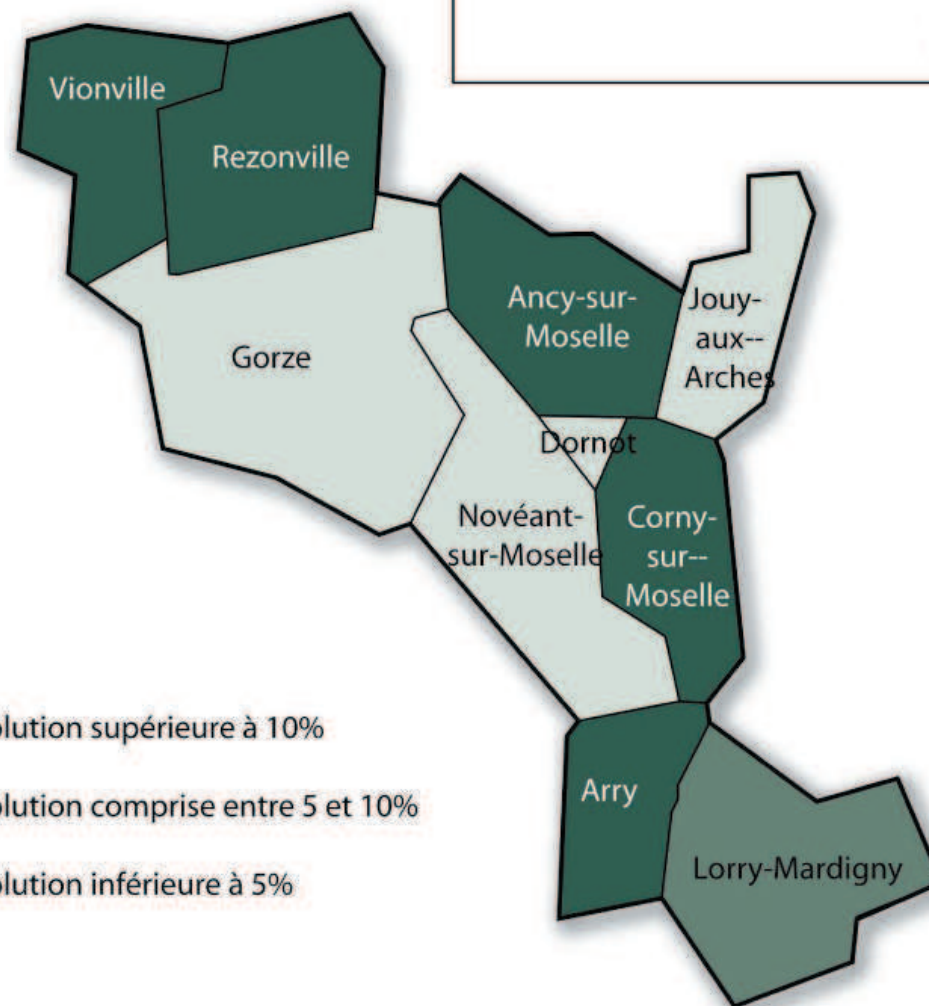 Vionville
Rezonville
Ancy-sur-
Moselle
Jouy-
aux--
Arches
Gorze
Dornot
Novéant-
sur-Moselle
Corny-
sur--
Moselle
olution supérieure à 10%
olution comprise entre 5 et 10%
olution inférieure à 5%
Arry
Lorry-Mardigny